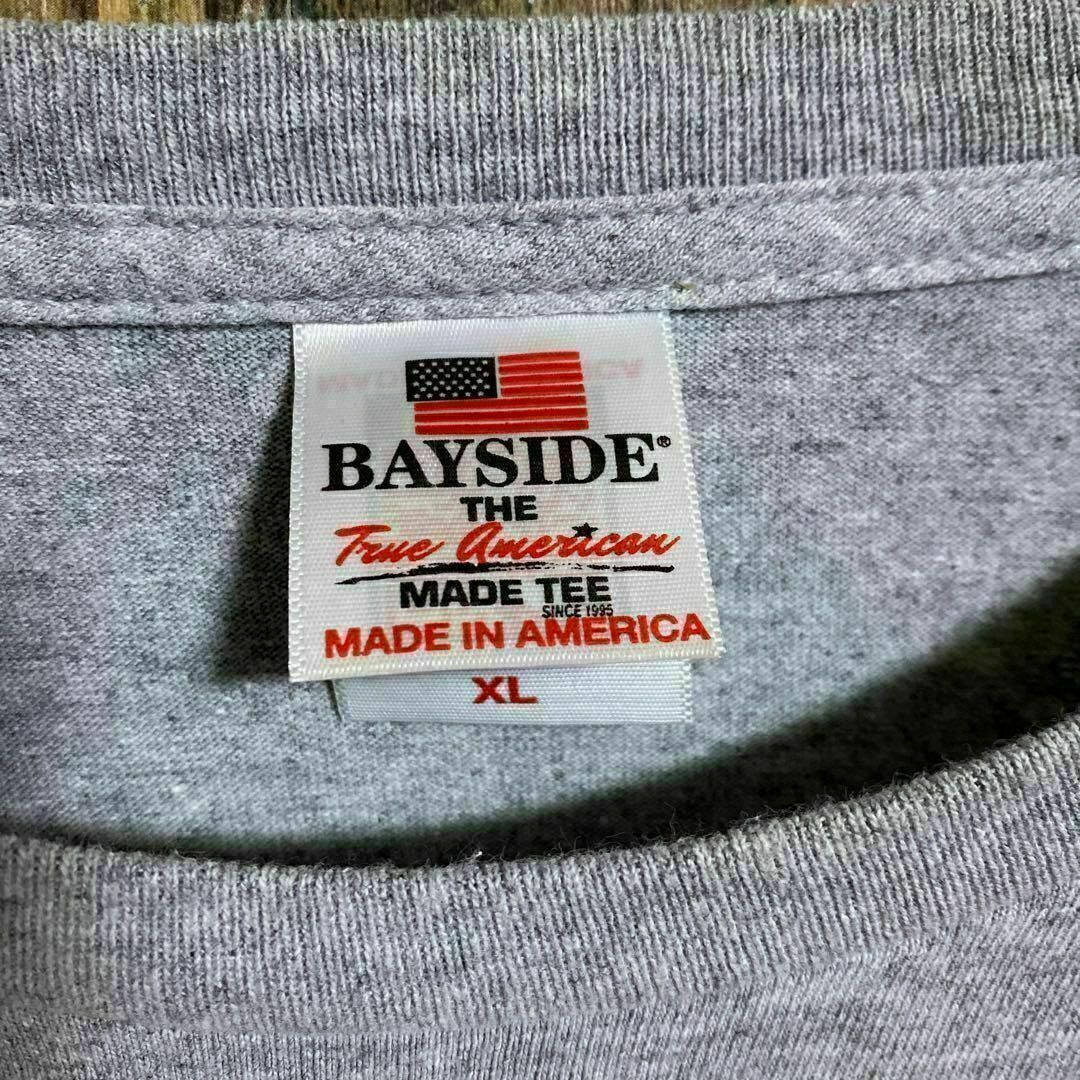 BAYSIDE®
THE
True American
MADE TEE
SINCE 1995
MADE IN AMERICA
XL